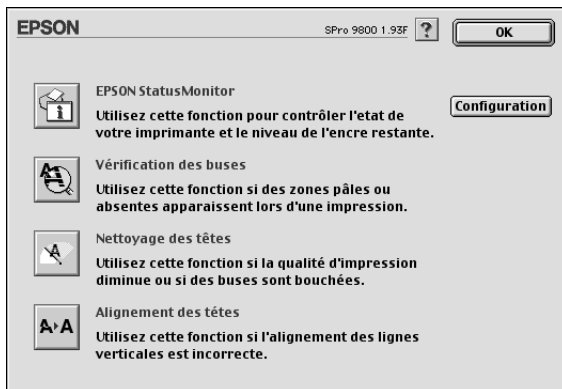 EPSON
SPro 9800 1.93F
?
OK
EPSON StatusMonitor
Utilisez cette fonction pour contrôler l'etat de
votre imprimante et le niveau de l'encre restante.
Configuration
Vérification des buses
Utilisez cette fonction si des zones pâles ou
absentes apparaissent lors d'une impression.
Nettoyage des têtes
Utilisez cette fonction si la qualité d'impression
diminue ou si des buses sont bouchées.
A
Alignement des tétes
Utilisez cette fonction si l'alignement des lignes
verticales est incorrecte.
A›A